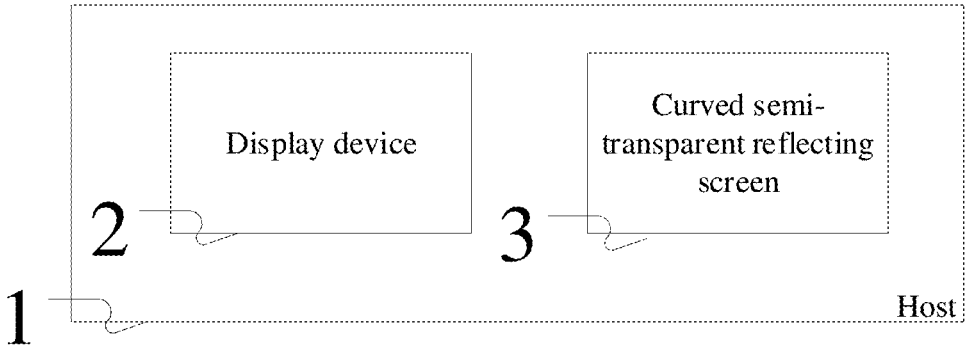 Display device
Curved semi-
transparent reflecting
screen
2
3
1
Host